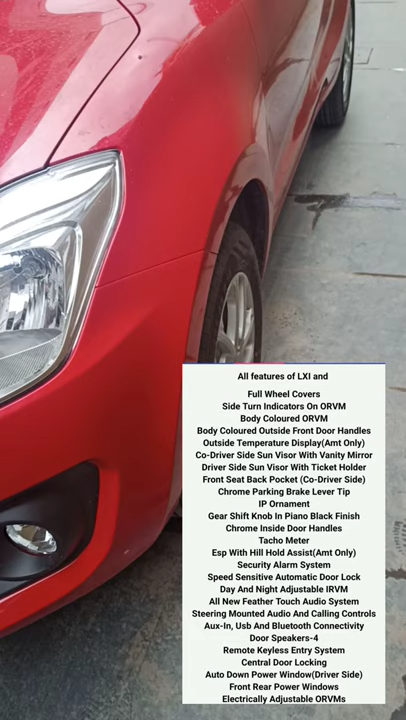 All features of LXI and
Full Wheel Covers
Side Turn Indicators On ORVM
Body Coloured ORVM
Body Coloured Outside Front Door Handles
Outside Temperature Display(Amt Only)
Co-Driver Side Sun Visor With Vanity Mirror
Driver Side Sun Visor With Ticket Holder
Front Seat Back Pocket (Co-Driver Side)
Chrome Parking Brake Lever Tip
IP Ornament
Gear Shift Knob In Piano Black Finish
Chrome Inside Door Handles
Tacho Meter
Esp With Hill Hold Assist(Amt Only)
Security Alarm System
Speed Sensitive Automatic Door Lock
Day And Night Adjustable IRVM
All New Feather Touch Audio System
Steering Mounted Audio And Calling Controls
Aux-In, Usb And Bluetooth Connectivity
Door Speakers-4
Remote Keyless Entry System
Central Door Locking
Auto Down Power Window(Driver Side)
Front Rear Power Windows
Electrically Adjustable ORVMs